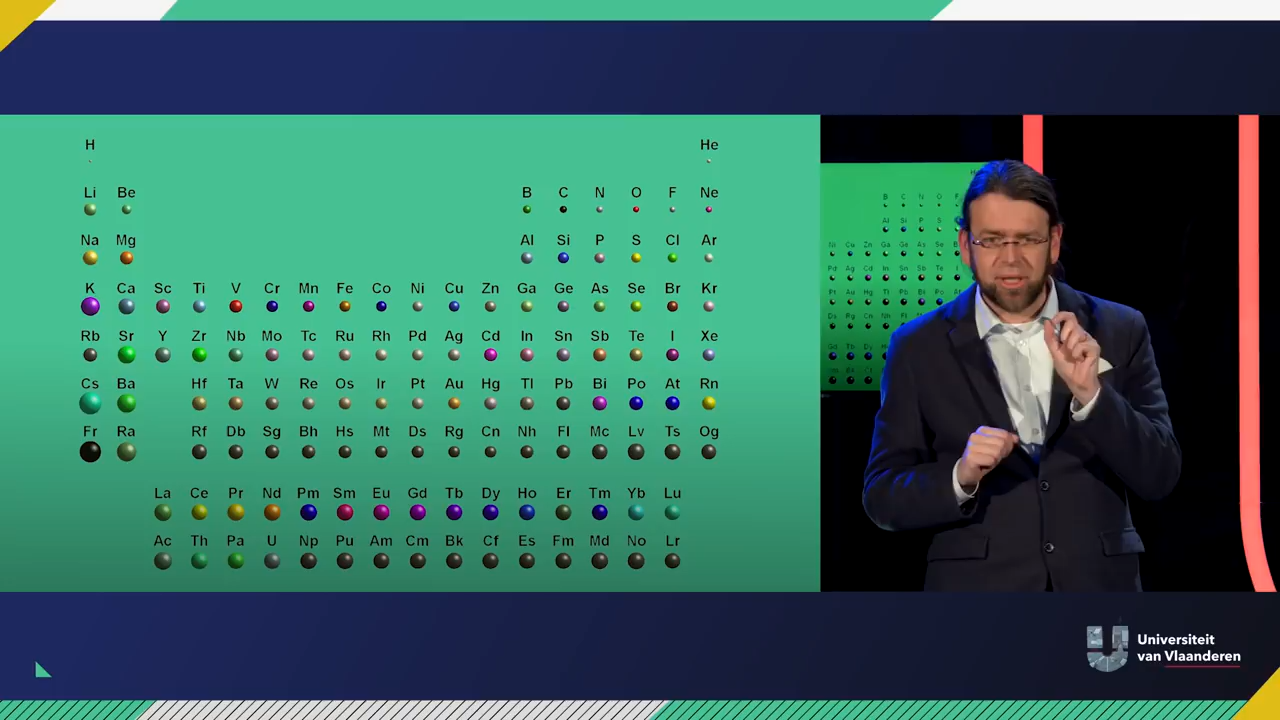 H He
Li Be B C N O F Ne
Na Mg Al Si P S Cl Ar
K Ca Sc Ti V Cr Mn Fe Co Ni Cu Zn Ga Ge As Se Br Kr
Rb Sr Y Zr Nb Mo Tc Ru Rh Pd Ag Cd In Sn Sb Te I Xe
Cs Ba Hf Ta W Re Os Ir Pt Au Hg Tl Pb Bi Po At Rn
Fr Ra Rf Db Sg Bh Hs Mt Ds Rg Cn Nh Fl Mc Lv Ts Og
La Ce Pr Nd Pm Sm Eu Gd Tb Dy Ho Er Tm Yb Lu
Ac Th Pa U Np Pu Am Cm Bk Cf Es Fm Md No Lr
Universiteit
van Vlaanderen